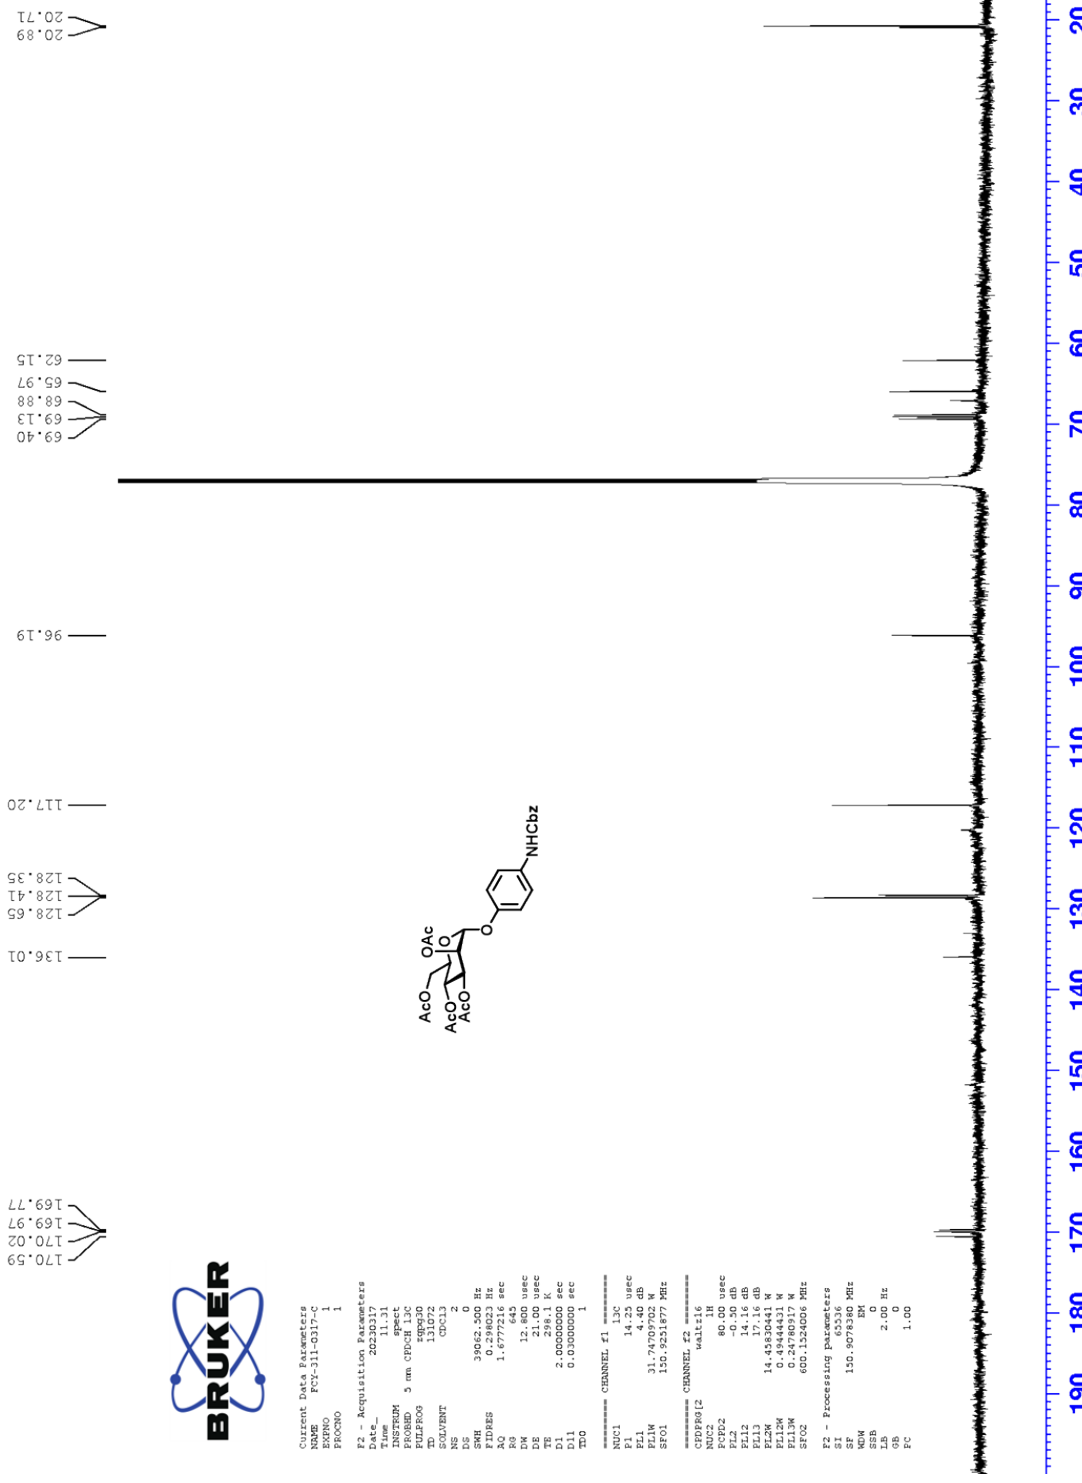 170.59
170.02
169.97
169.77
136.01
128.65
128.41
128.35
117.20
96.19
69.40
69.13
68.88
65.97
62.15
20.89
20.71
BRUKER
Current Data Parameters
NAME PCY-311-0317-C
EXPNO 1
PROCNO 1
F2 - Acquisition Parameters
Date_ 20230317
Time 11.31
INSTRUM spect
PROBHD 5 mm CPDCH 13C
PULPROG zgpg30
TD 131072
SOLVENT CDCl3
NS 2
DS 0
SWH 39062.500 Hz
FIDRES 0.298023 Hz
AQ 1.6777216 sec
RG 645
DW 12.800 usec
DE 21.00 usec
TE 298.1 K
D1 2.00000000 sec
D11 0.03000000 sec
TD0 1
======== CHANNEL f1 ========
NUC1 13C
P1 14.25 usec
PL1 4.40 dB
PL1W 31.74709702 W
SFO1 150.9251877 MHz
======== CHANNEL f2 ========
CPDPRG[2 waltz16
NUC2 1H
PCPD2 80.00 usec
PL2 -0.50 dB
PL12 14.16 dB
PL13 17.16 dB
PL2W 14.45830441 W
PL12W 0.49444431 W
PL13W 0.24780917 W
SFO2 600.1524006 MHz
F2 - Processing parameters
SI 65536
SF 150.9078380 MHz
WDW EM
SSB 0
LB 2.00 Hz
GB 0
PC 1.00
AcO
OAc
O
AcO
AcO
O
NHCbz
190 180 170 160 150 140 130 120 110 100 90 80 70 60 50 40 30 20